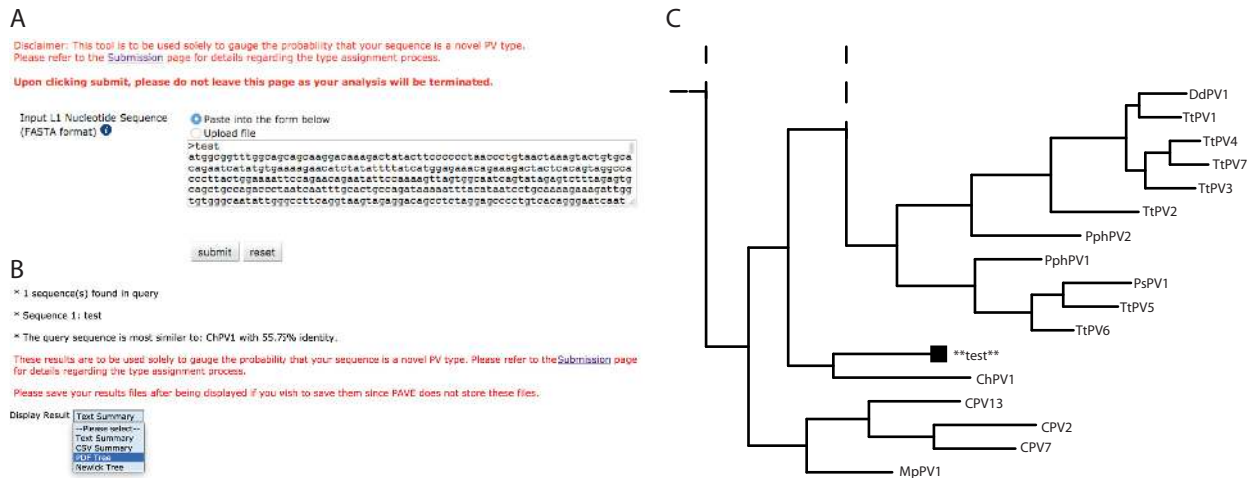 A
Disclaimer: This tool is to be used solely to gauge the probability that your sequence is a novel PV type.
Please refer to the Submission page for details regarding the type assignment process.
Upon clicking submit, please do not leave this page as your analysis will be terminated.
Input L1 Nucleotide Sequence
(FASTA format)
Paste into the form below
Upload file
>test
atggcggtttggcagcagcaaggacaaagactatacttccccccctaaccctgtaactaaagtactgtgca
cagaatcatatgtgaaaagaacatctatattttatcatggagaaacagaaagactactcacagtaggcca
cccttactggaaaattccagaacagaatattccaaaagttagtggcaatcagtatagagtctttagagtg
cagctgccagaccctaatcaatttgcactgccagataaaaatttacataatcctgcaaaagaaagattgg
tgtgggcaatattgggccttcaggtaagtagaggacagcctctaggagcccctgtcacagggaatcaat
submit reset
B
* 1 sequence(s) found in query
* Sequence 1: test
* The query sequence is most similar to: ChPV1 with 55.75% identity.
These results are to be used solely to gauge the probability that your sequence is a novel PV type. Please refer to the Submission page
for details regarding the type assignment process.
Please save your results files after being displayed if you wish to save them since PAVE does not store these files.
Display Result Text Summary
--Please select--
Text Summary
CSV Summary
PDF Tree
Newick Tree
C
DdPV1
TtPV1
TtPV4
TtPV7
TtPV3
TtPV2
PphPV2
PphPV1
PsPV1
TtPV5
TtPV6
**test**
ChPV1
CPV13
CPV2
CPV7
MpPV1